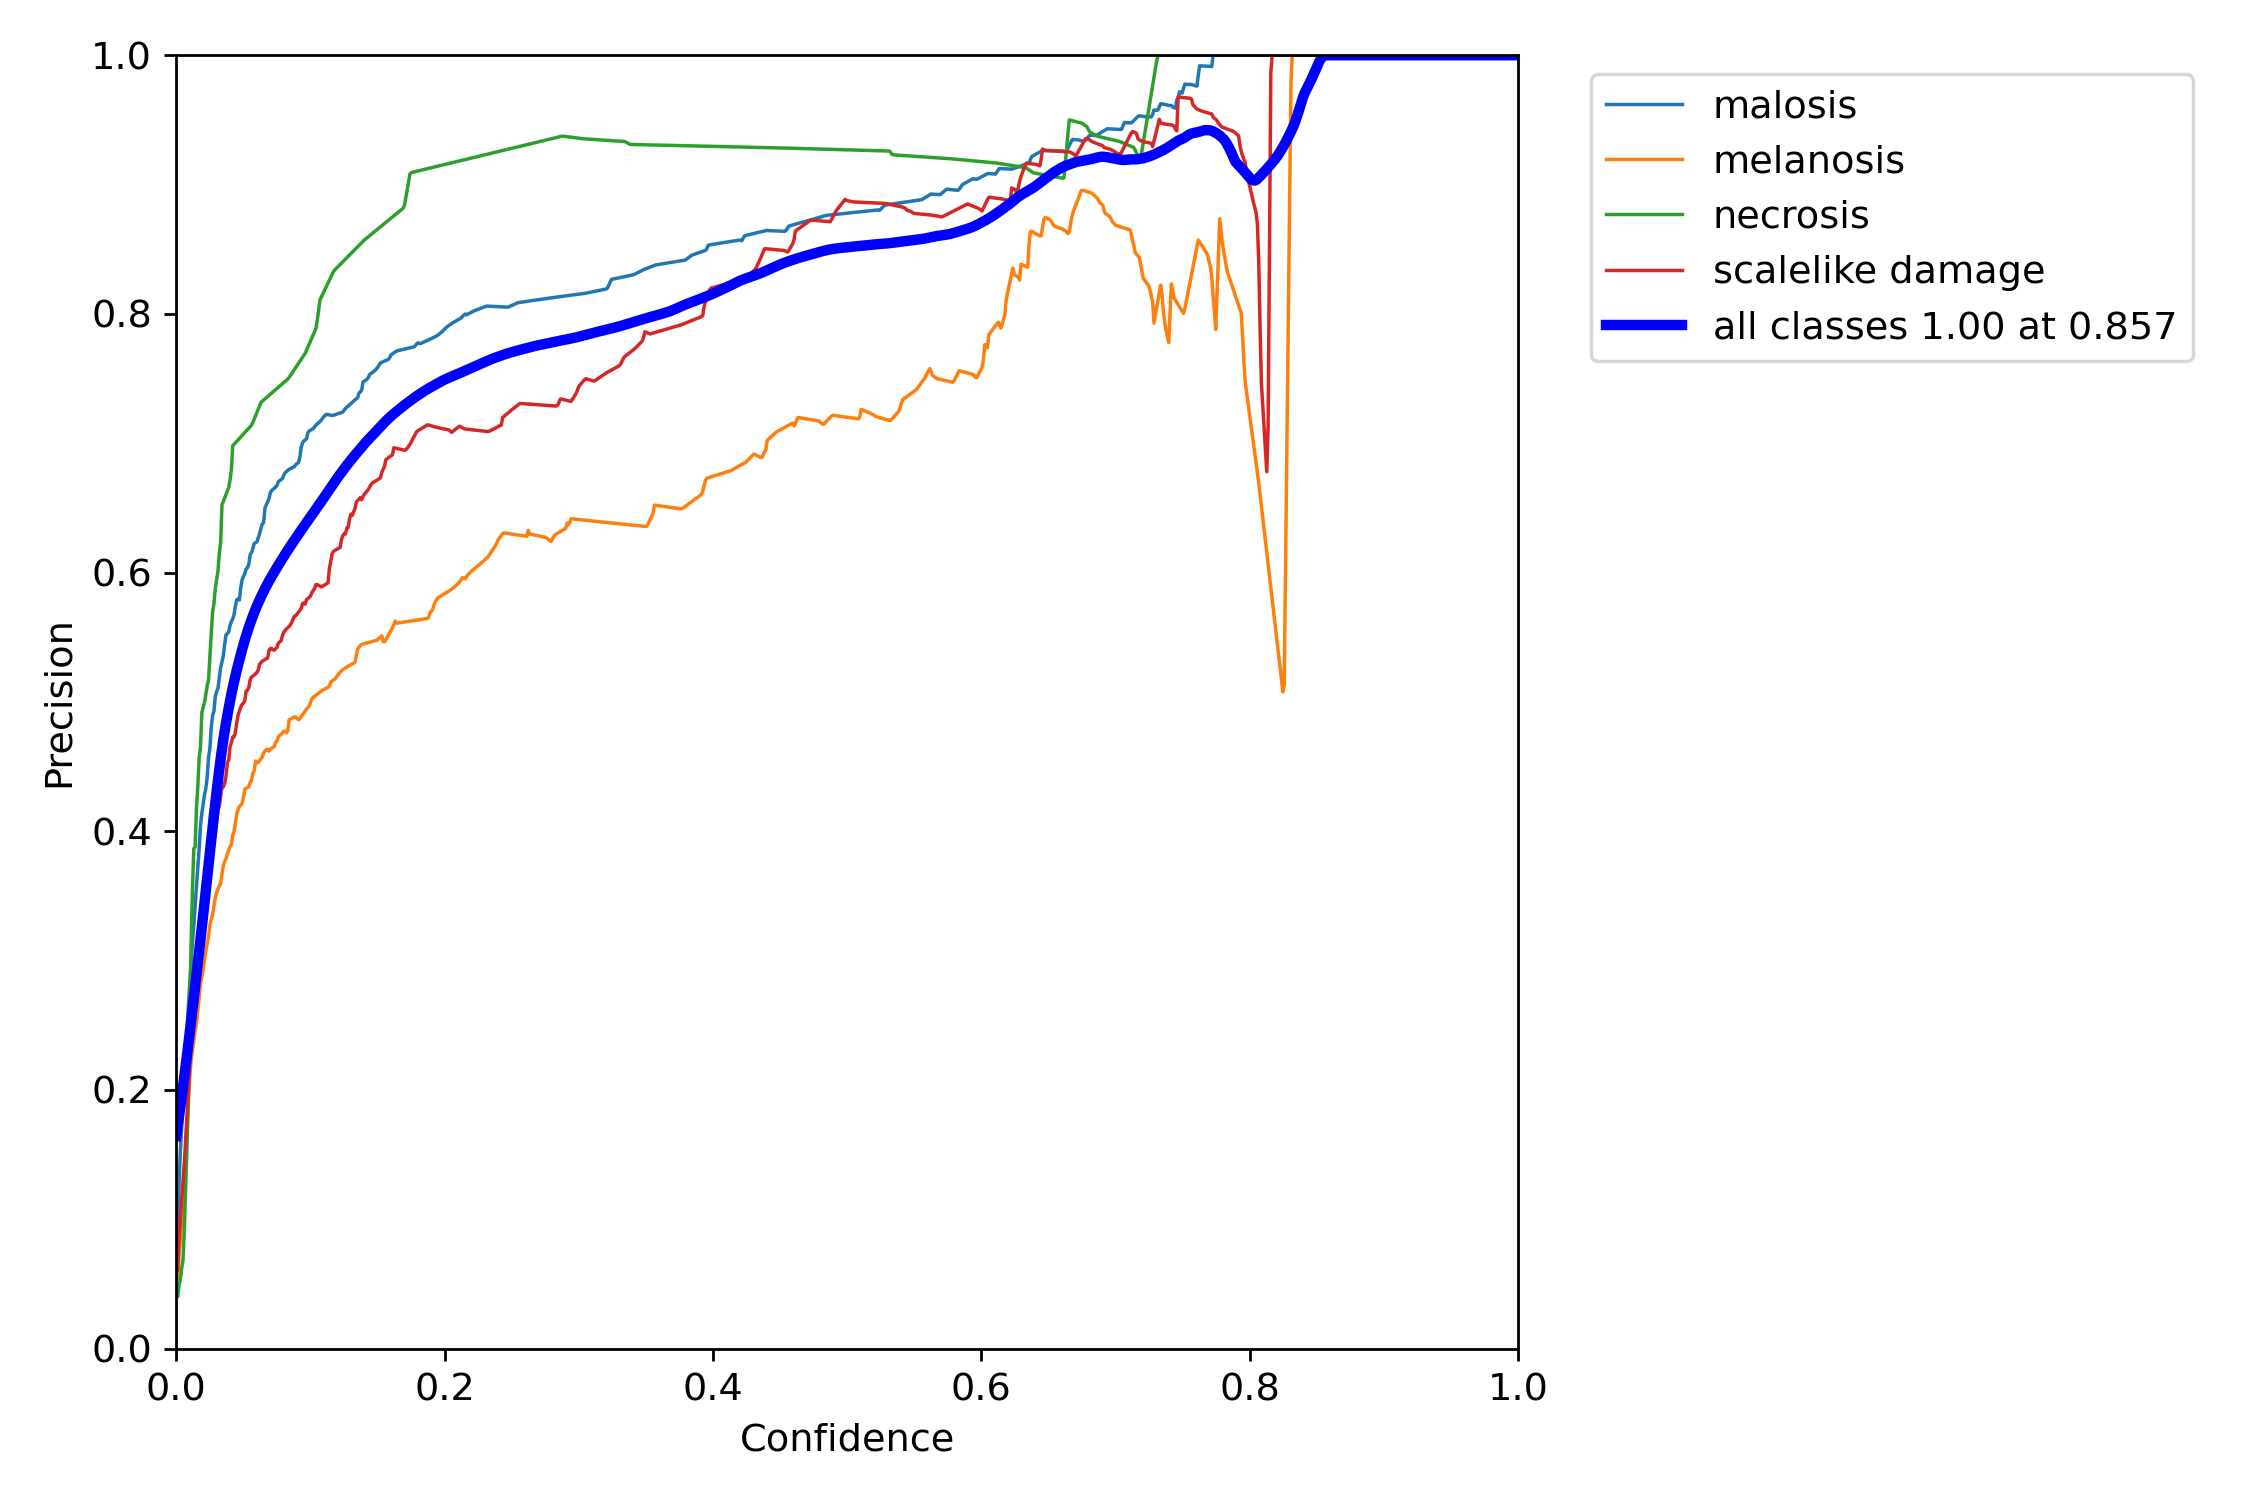 1.0
0.8
0.6
0.4
0.2
0.0
Precision
0.0 0.2 0.4 0.6 0.8 1.0
Confidence
malosis
melanosis
necrosis
scalelike damage
all classes 1.00 at 0.857